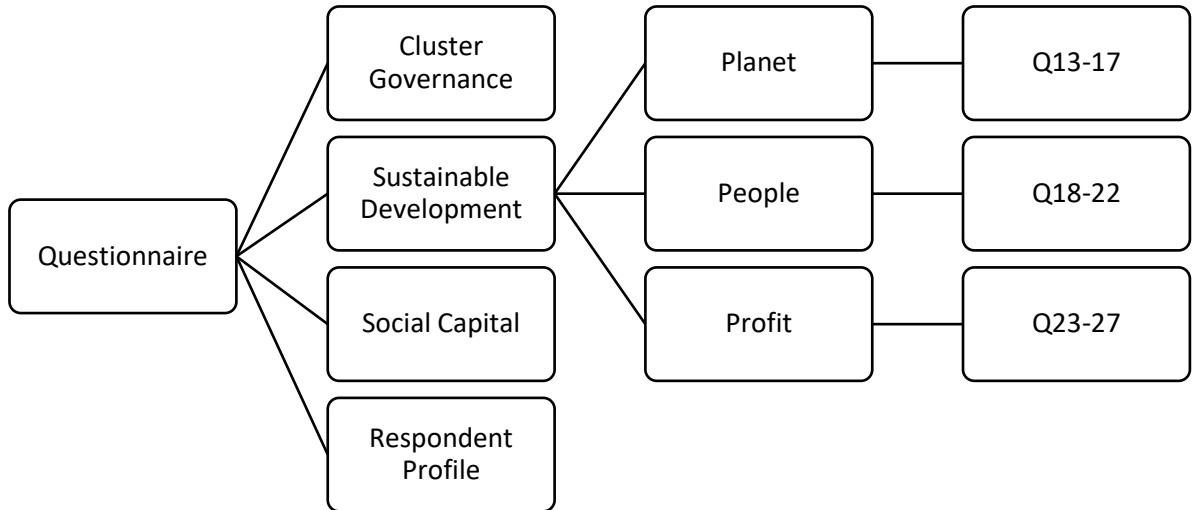 Questionnaire
Cluster
Governance
Sustainable
Development
Social Capital
Respondent
Profile
Planet
People
Profit
Q13-17
Q18-22
Q23-27